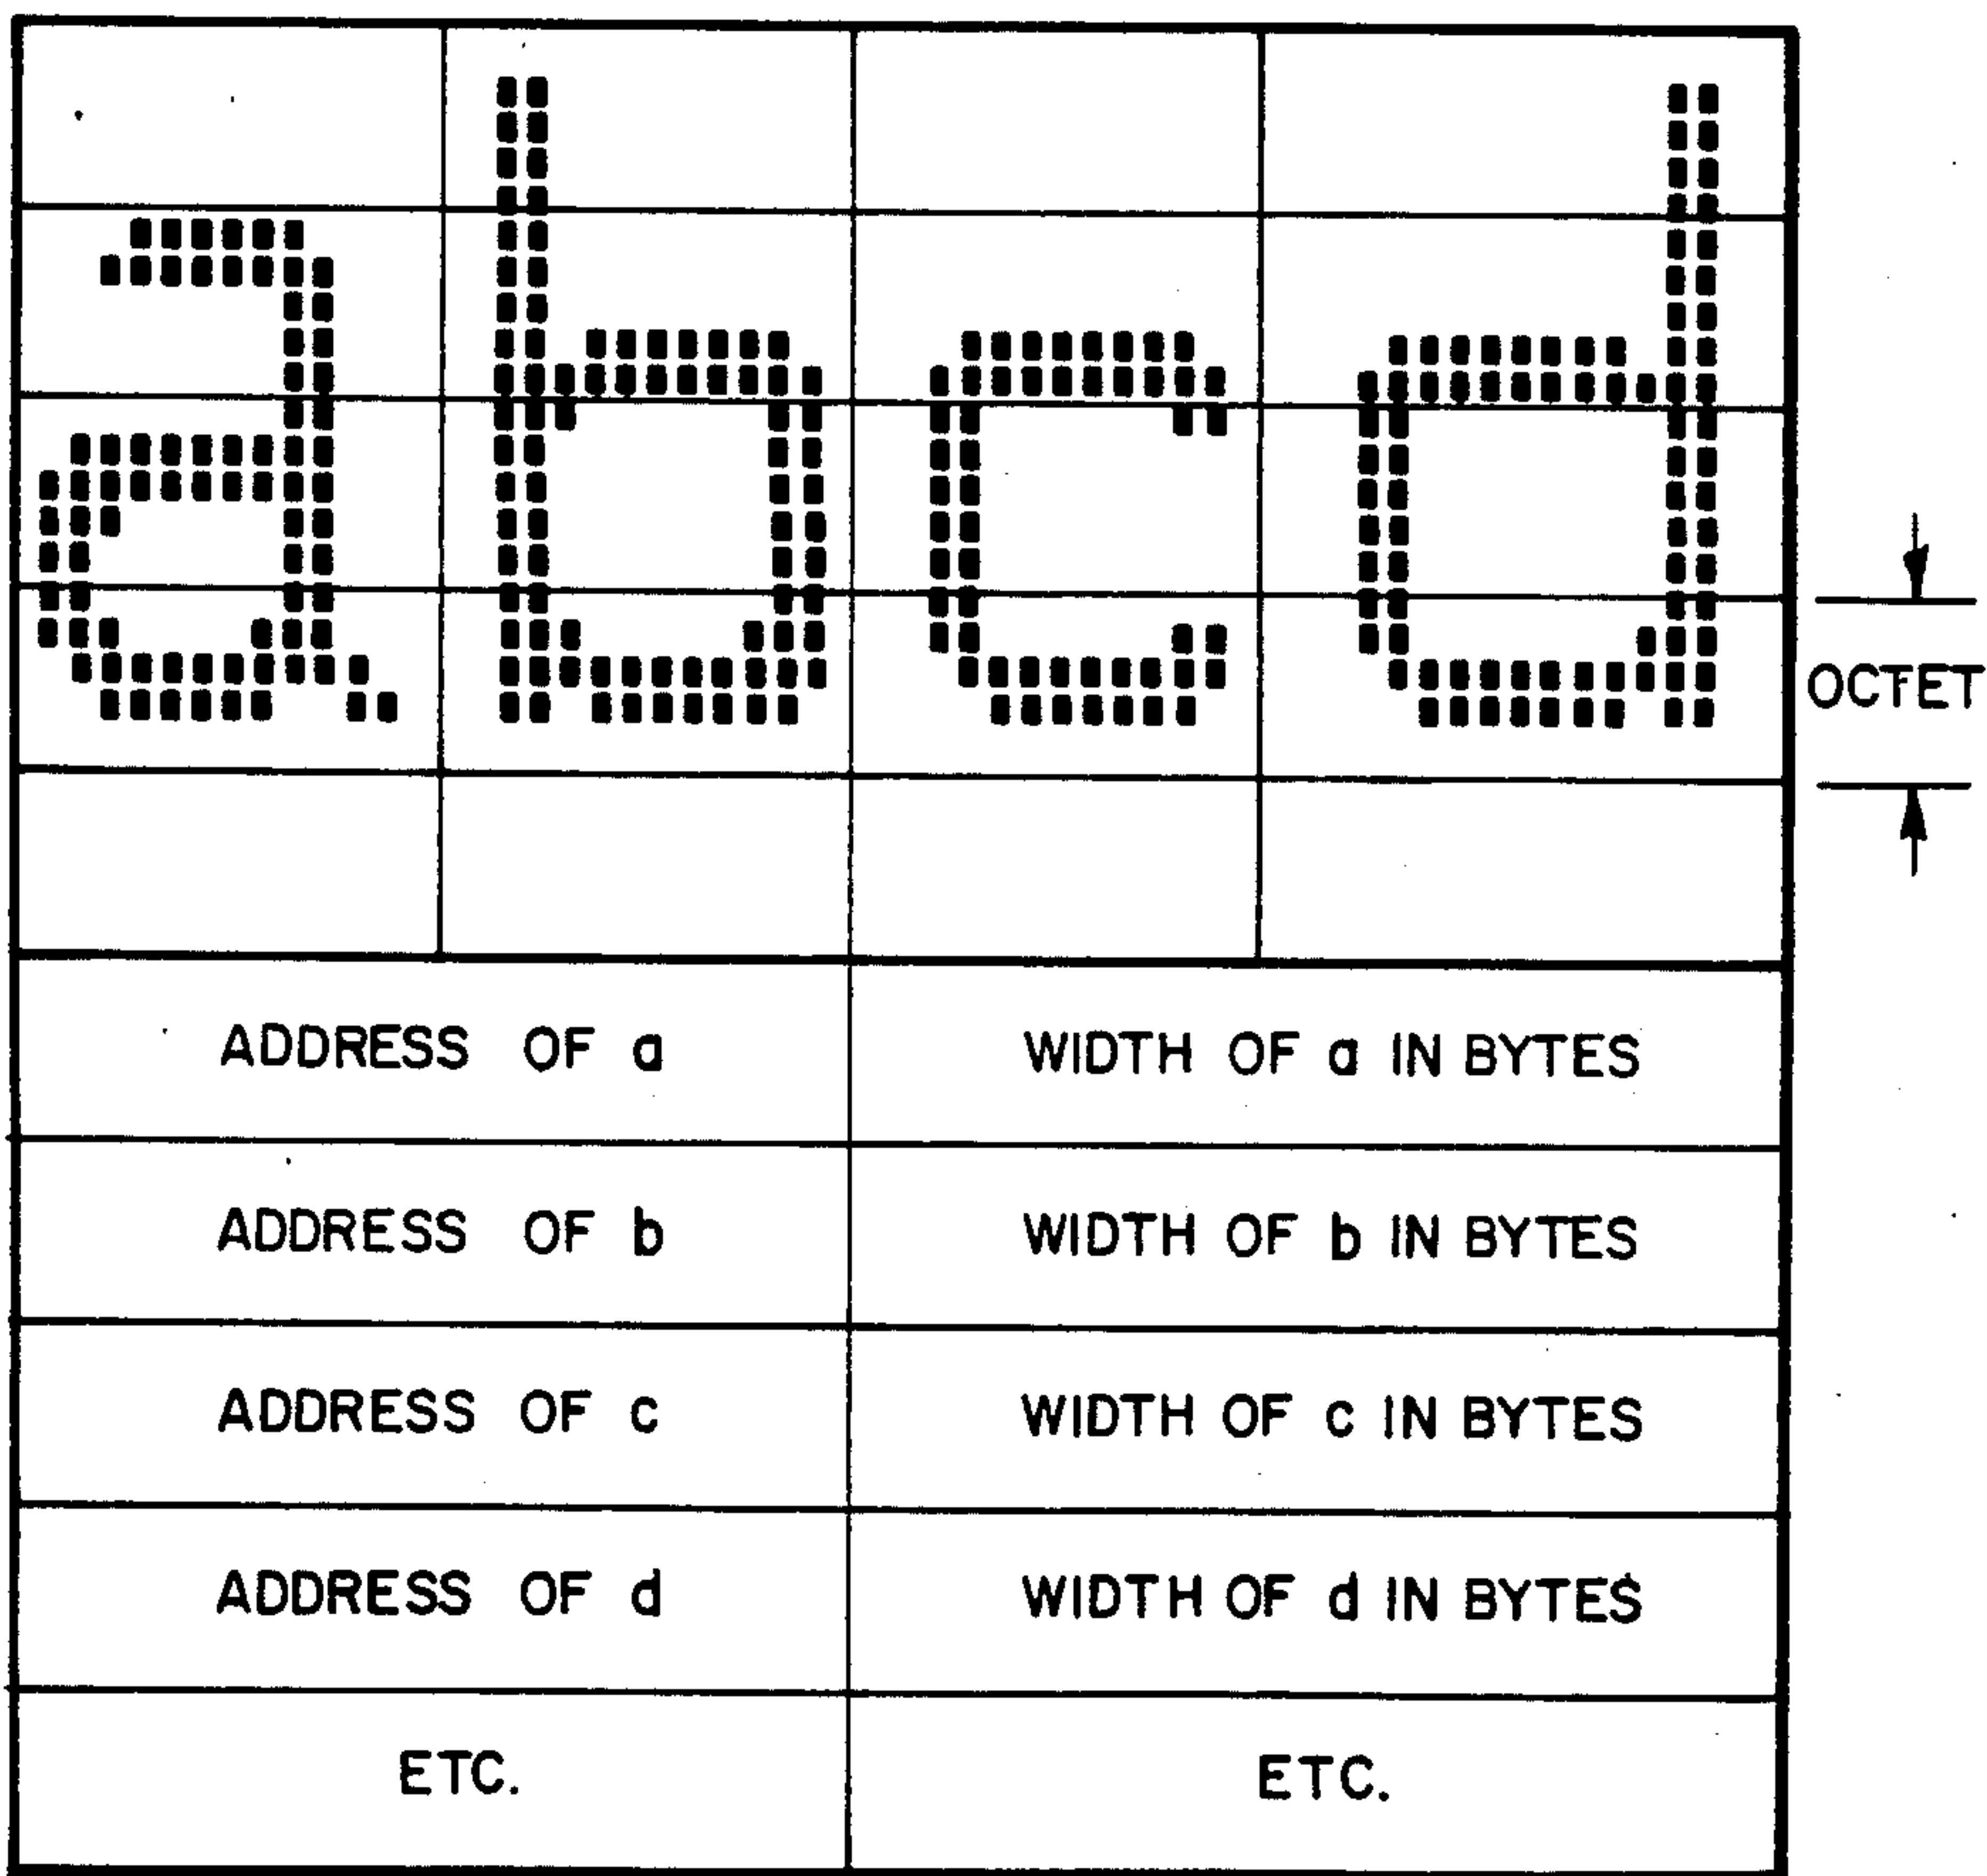 a b c d
OCTET
ADDRESS OF a WIDTH OF a IN BYTES
ADDRESS OF b WIDTH OF b IN BYTES
ADDRESS OF c WIDTH OF c IN BYTES
ADDRESS OF d WIDTH OF d IN BYTES
ETC. ETC.